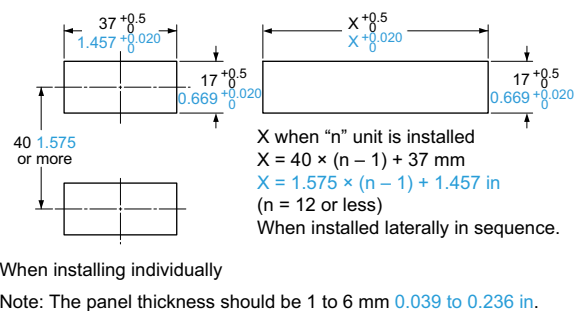 37 +0.5 0
1.457 +0.020 0
17 +0.5 0
0.669 +0.020 0
40 1.575
or more
X +0.5 0
X +0.020 0
17 +0.5 0
0.669 +0.020 0
X when “n” unit is installed
X = 40 × (n – 1) + 37 mm
X = 1.575 × (n – 1) + 1.457 in
(n = 12 or less)
When installed laterally in sequence.
When installing individually
Note: The panel thickness should be 1 to 6 mm 0.039 to 0.236 in.